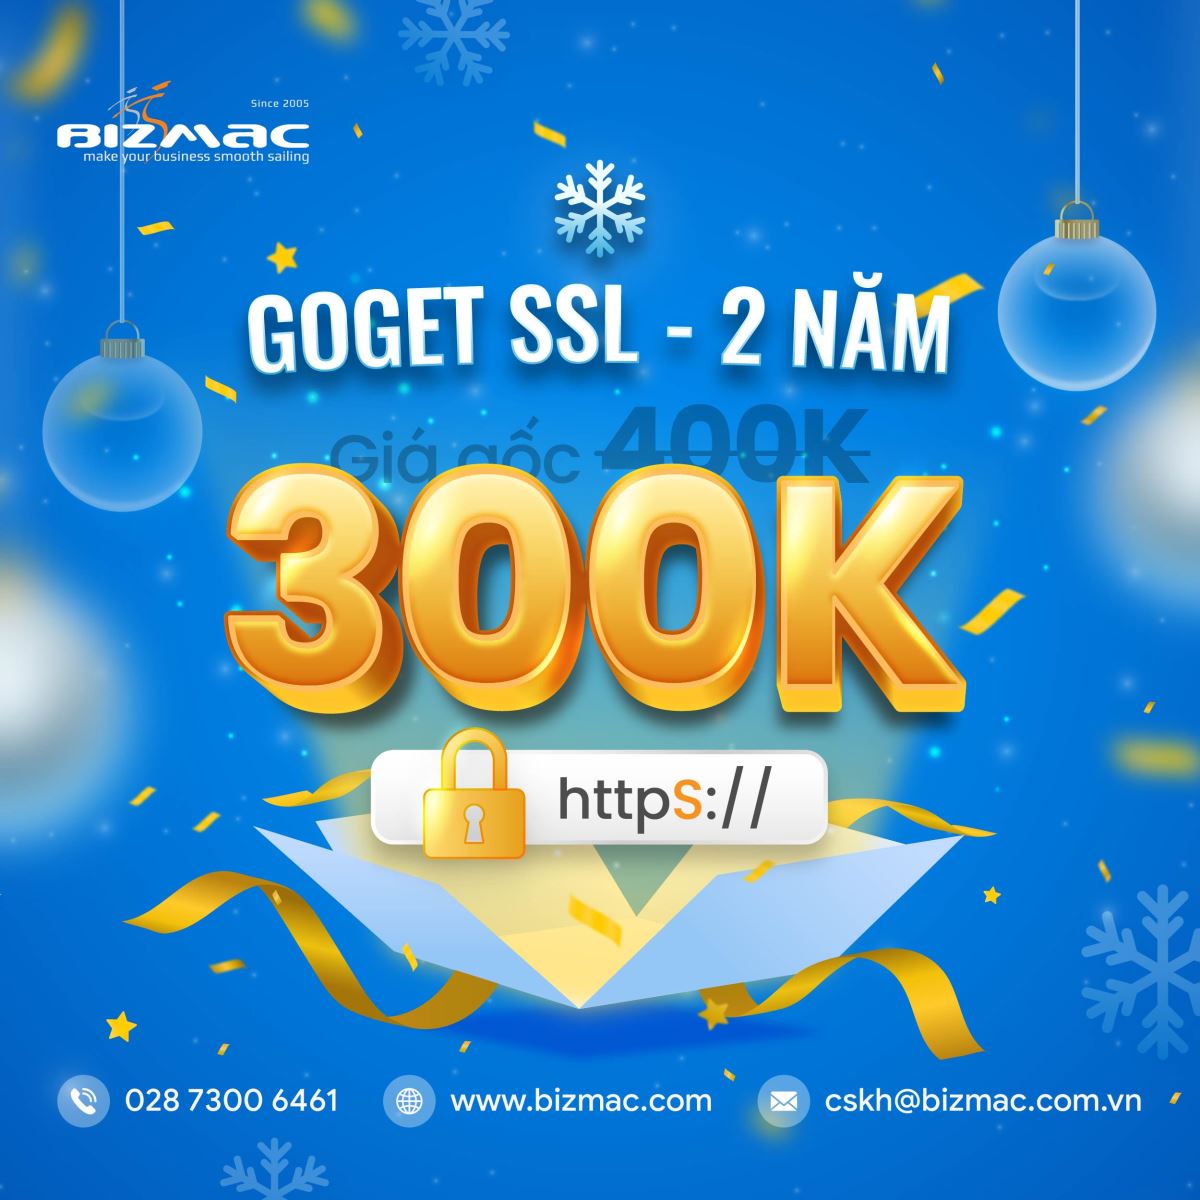 Since 2005
BIZMAC
make your business smooth sailing
GOGET SSL - 2 NĂM
Giá gốc 400K
300K
httpS://
028 7300 6461
www.bizmac.com
cskh@bizmac.com.vn